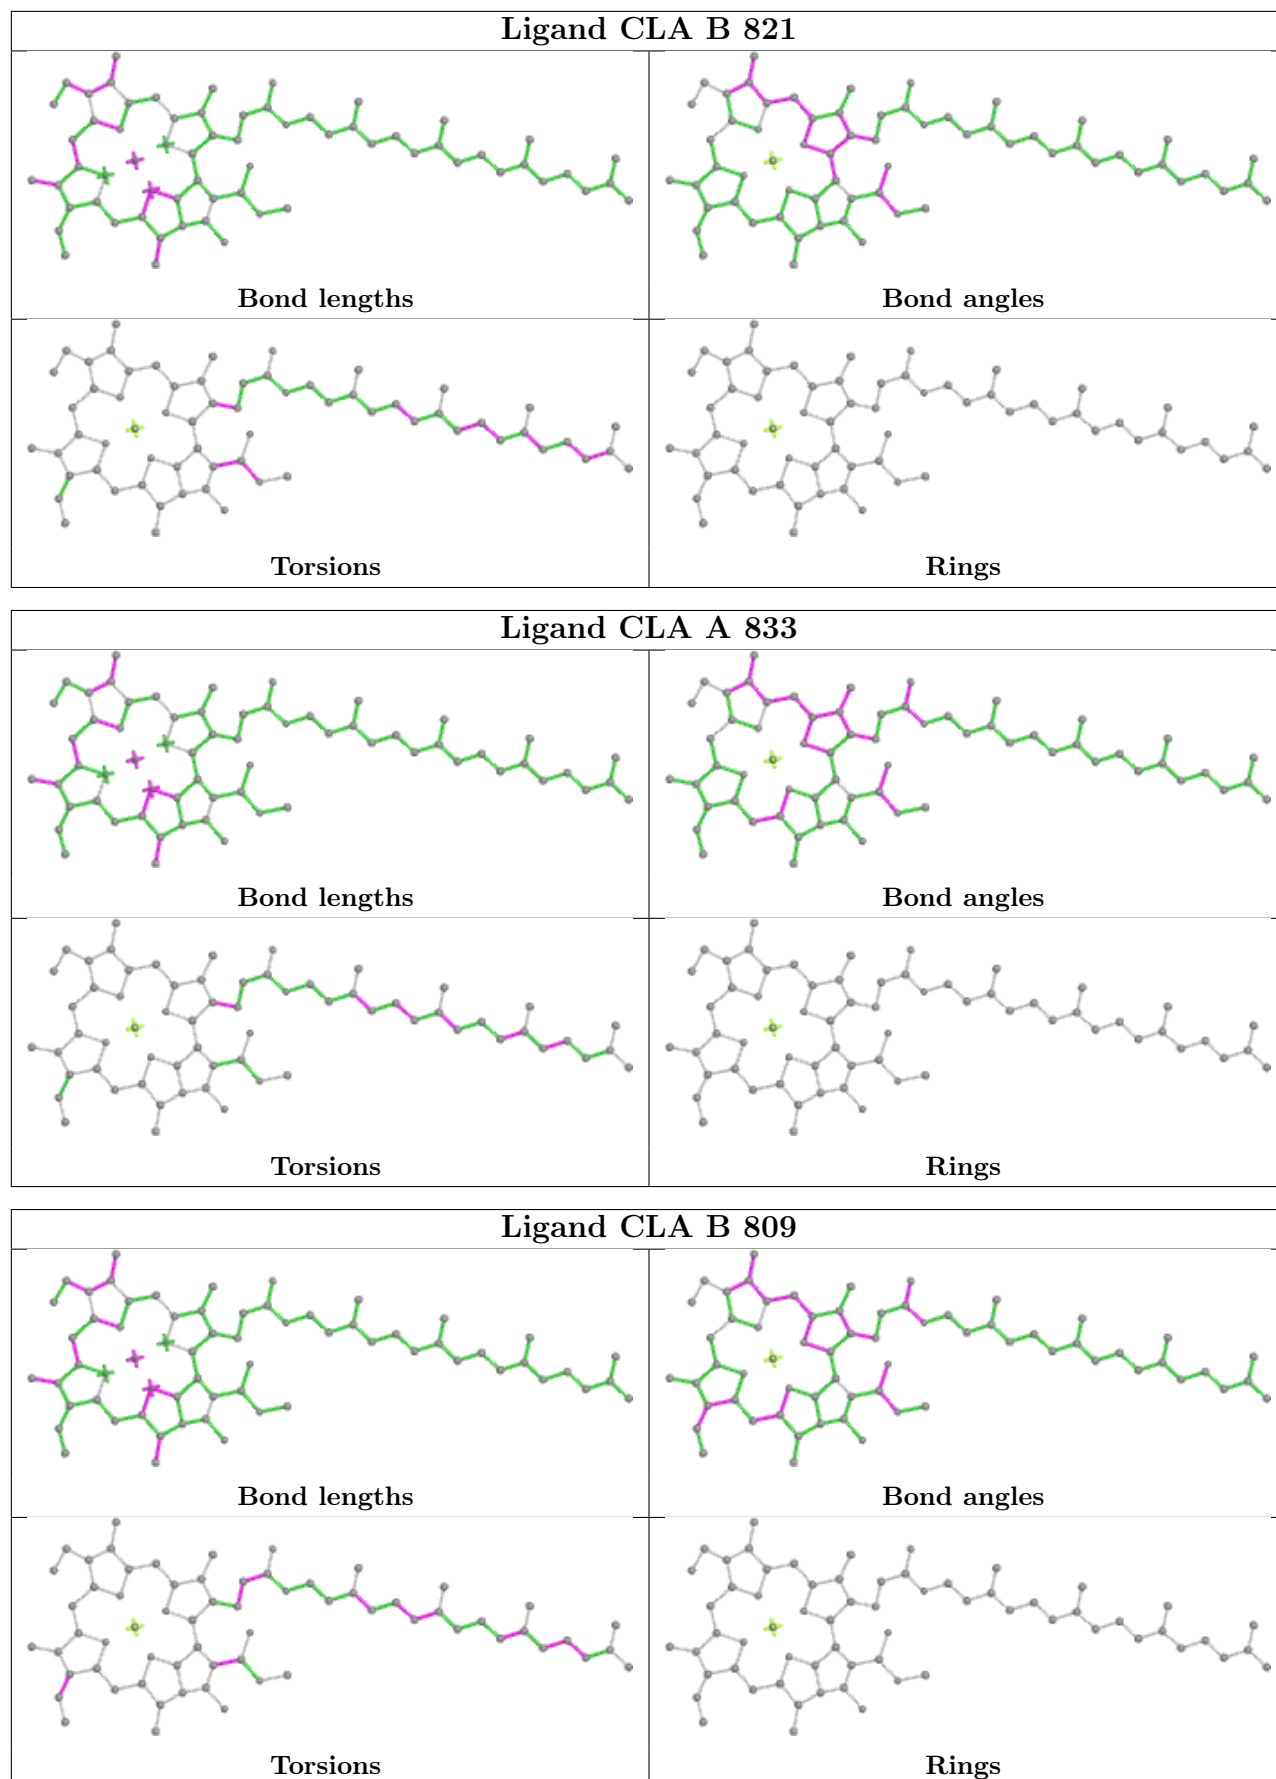 Ligand CLA B 821
Bond lengths
Bond angles
Torsions
Rings
Ligand CLA A 833
Bond lengths
Bond angles
Torsions
Rings
Ligand CLA B 809
Bond lengths
Bond angles
Torsions
Rings